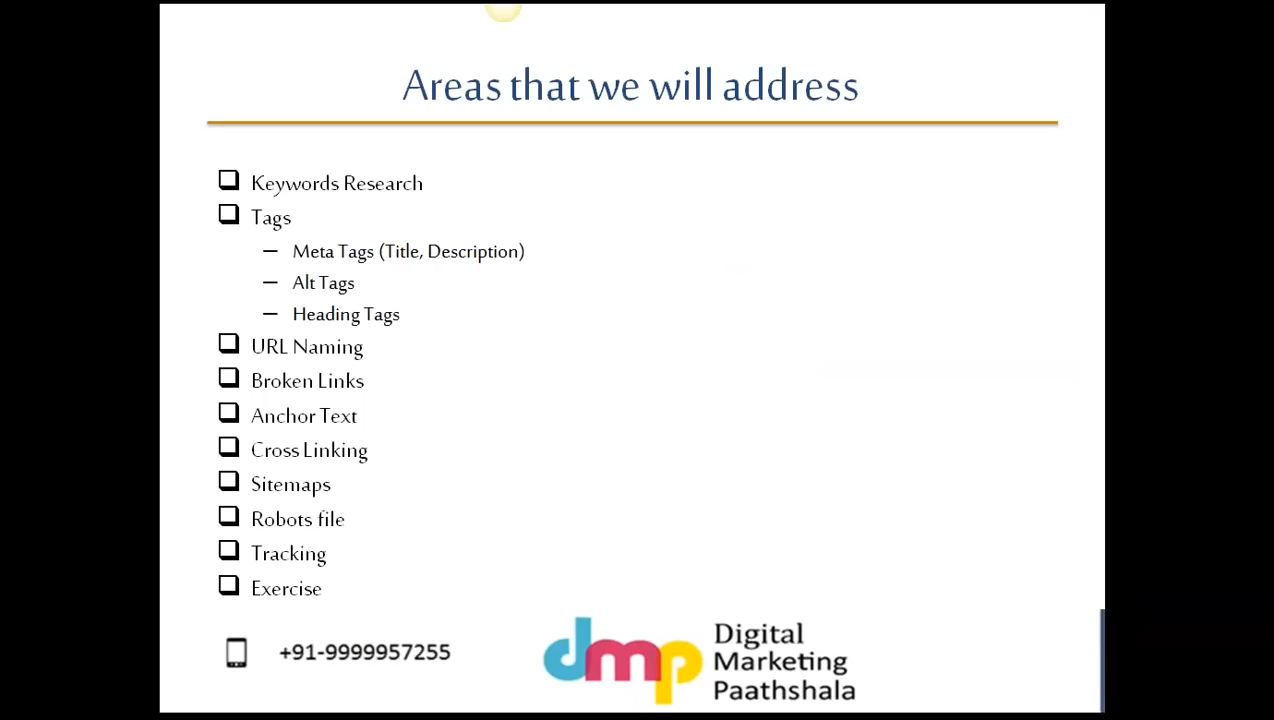 Areas that we will address
Keywords Research
Tags
– Meta Tags (Title, Description)
– Alt Tags
– Heading Tags
URL Naming
Broken Links
Anchor Text
Cross Linking
Sitemaps
Robots file
Tracking
Exercise
+91-9999957255
dmp
Digital
Marketing
Paathshala